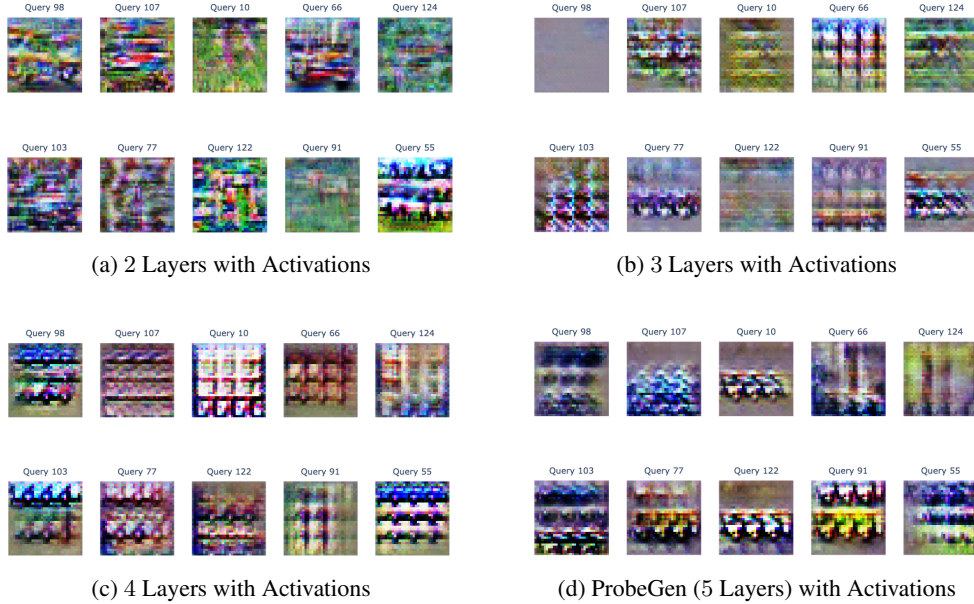 Query 98 Query 107 Query 10 Query 66 Query 124
Query 103 Query 77 Query 122 Query 91 Query 55
(a) 2 Layers with Activations
Query 98 Query 107 Query 10 Query 66 Query 124
Query 103 Query 77 Query 122 Query 91 Query 55
(b) 3 Layers with Activations
Query 98 Query 107 Query 10 Query 66 Query 124
Query 103 Query 77 Query 122 Query 91 Query 55
(c) 4 Layers with Activations
Query 98 Query 107 Query 10 Query 66 Query 124
Query 103 Query 77 Query 122 Query 91 Query 55
(d) ProbeGen (5 Layers) with Activations